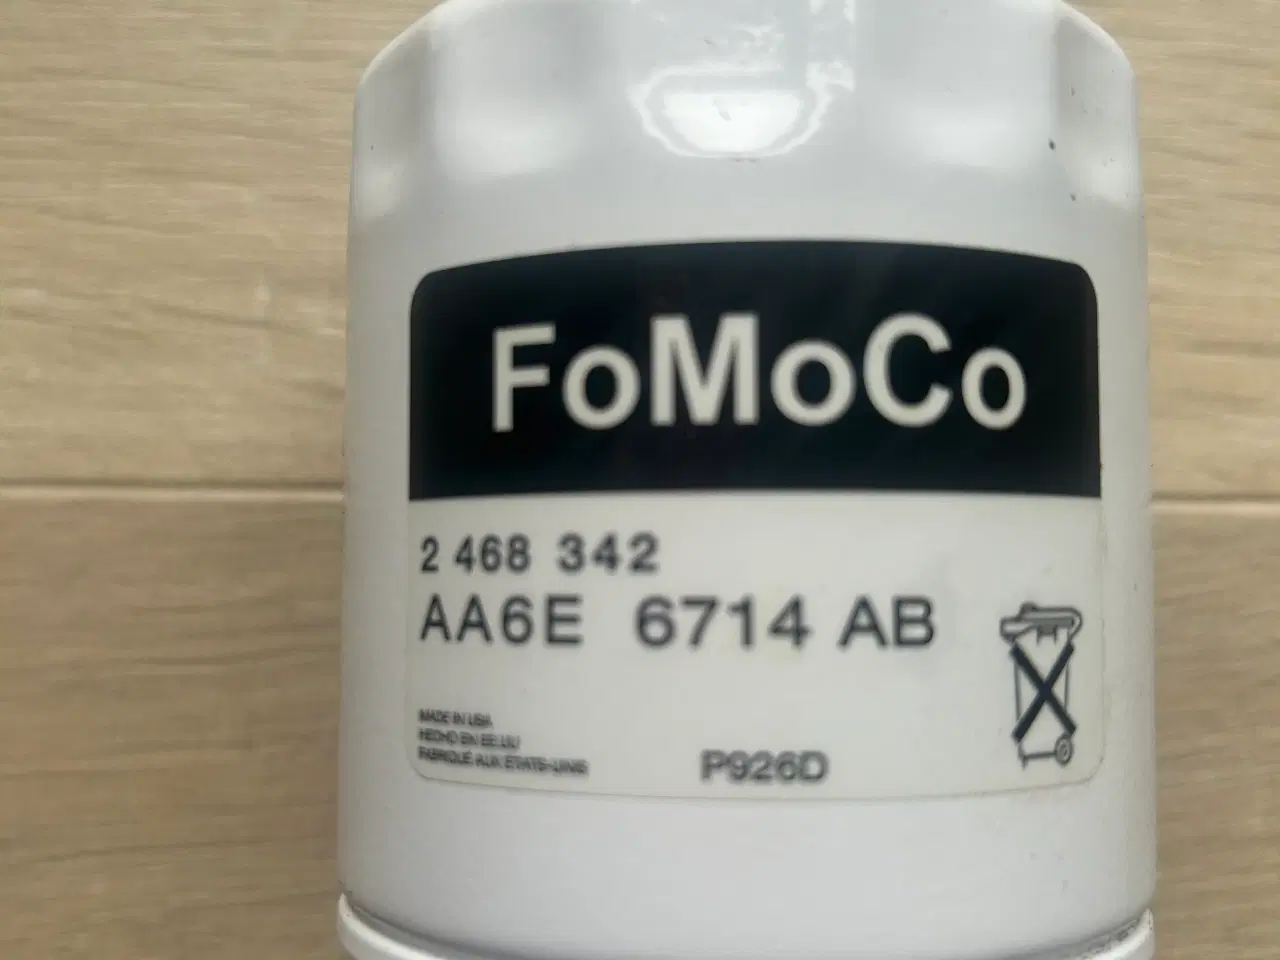 FoMoCo
2 468 342
AA6E 6714 AB
MADE IN USA
HECHO EN EE.UU
FABRIQUÉ AUX ÉTATS-UNIS
P926D